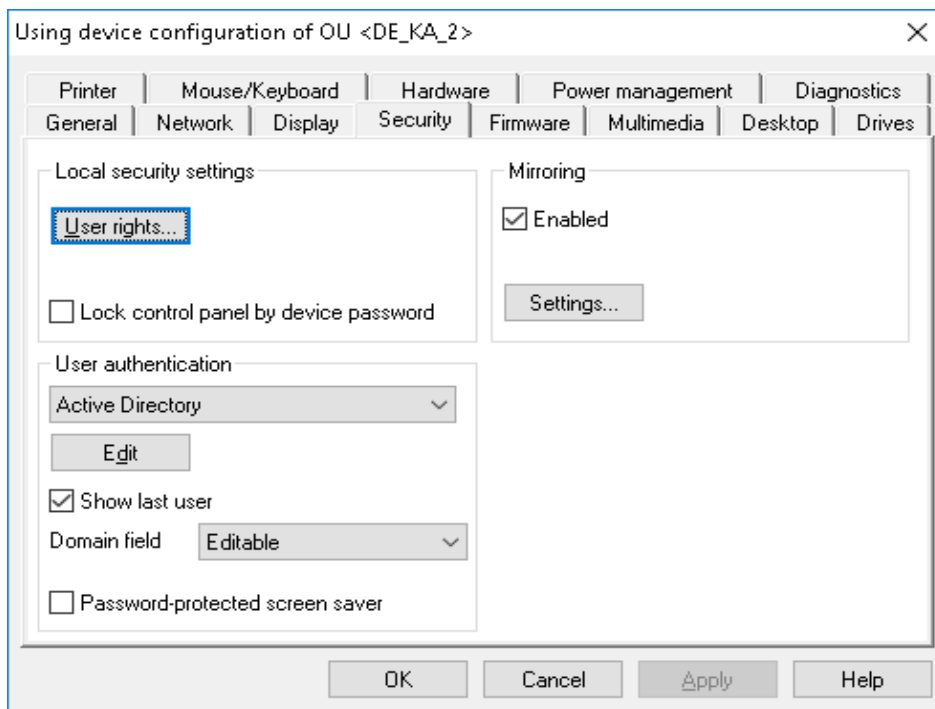 Using device configuration of OU <DE_KA_2>
Printer Mouse/Keyboard Hardware Power management Diagnostics
General Network Display Security Firmware Multimedia Desktop Drives
Local security settings
User rights...
Lock control panel by device password
Mirroring
Enabled
Settings...
User authentication
Active Directory
Edit
Show last user
Domain field Editable
Password-protected screen saver
OK Cancel Apply Help